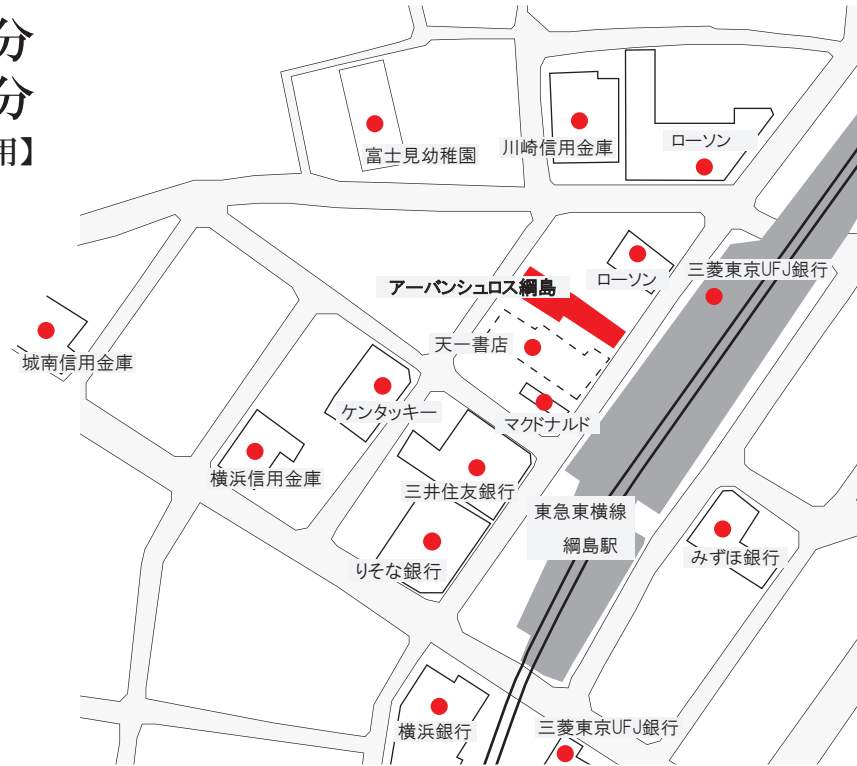 分
分
用】
富士見幼稚園
川崎信用金庫
ローソン
アーバンシュロス綱島
ローソン
三菱東京UFJ銀行
天一書店
城南信用金庫
ケンタッキー
マクドナルド
横浜信用金庫
三井住友銀行
東急東横線
綱島駅
りそな銀行
みずほ銀行
横浜銀行
三菱東京UFJ銀行